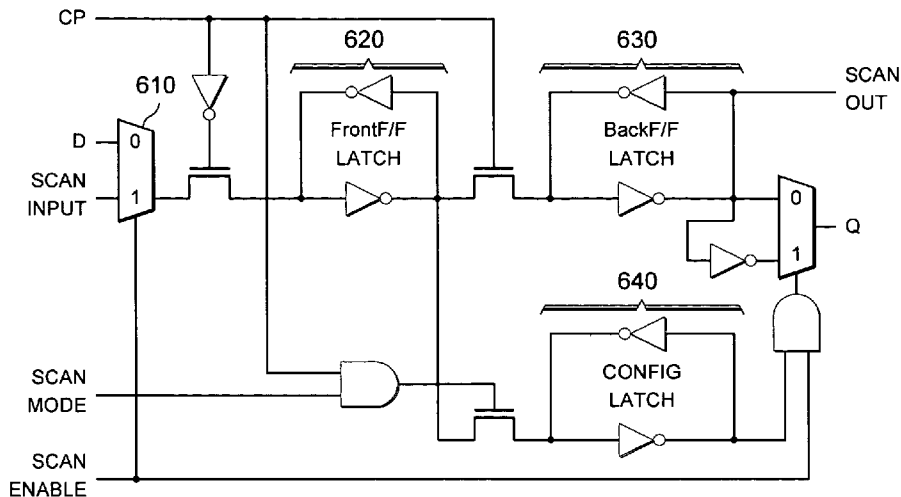 CP
620
630
SCAN
OUT
610
FrontF/F
LATCH
BackF/F
LATCH
D
0
SCAN
INPUT
1
0
1
Q
640
CONFIG
LATCH
SCAN
MODE
SCAN
ENABLE